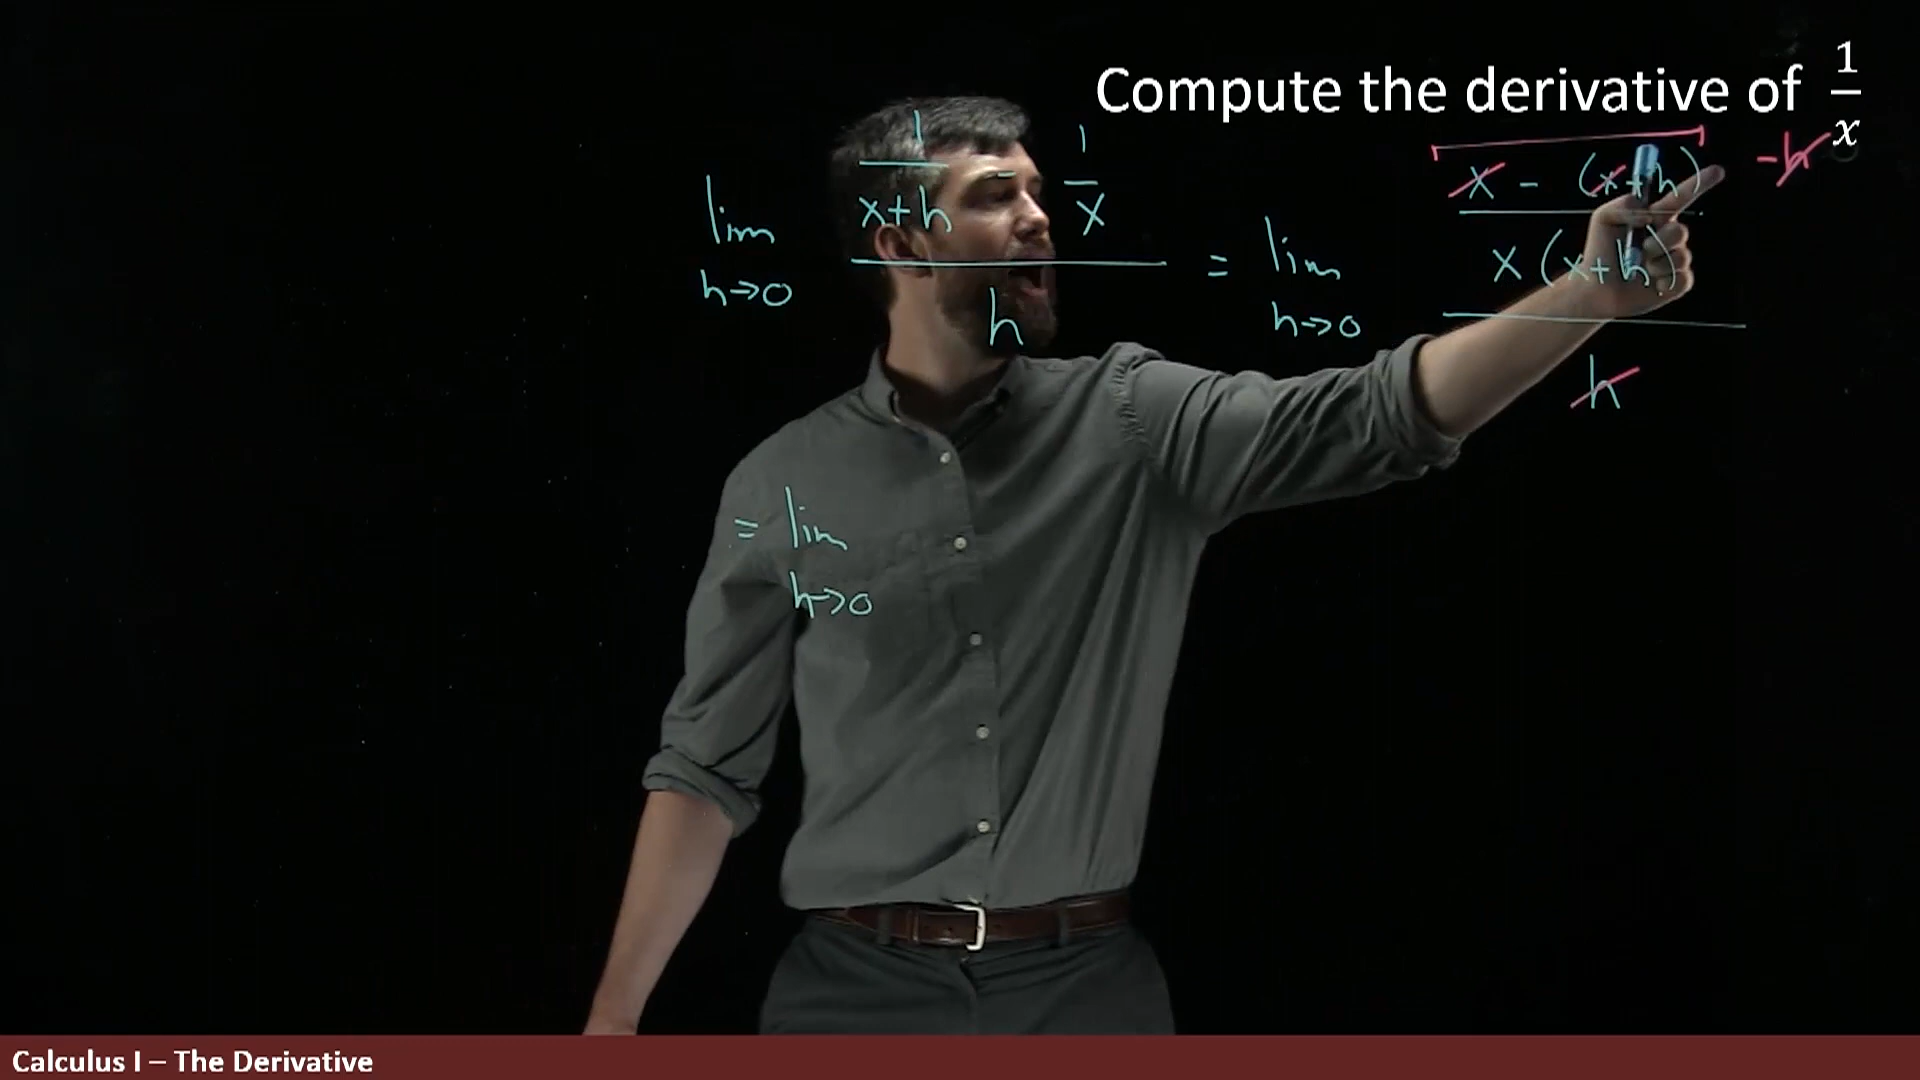 Compute the derivative of 1/x
lim h→0 (1/(x+h) - 1/x)/h = lim h→0 ((x - (x+h))/(x(x+h)))/h
-h
= lim h→0
Calculus I – The Derivative